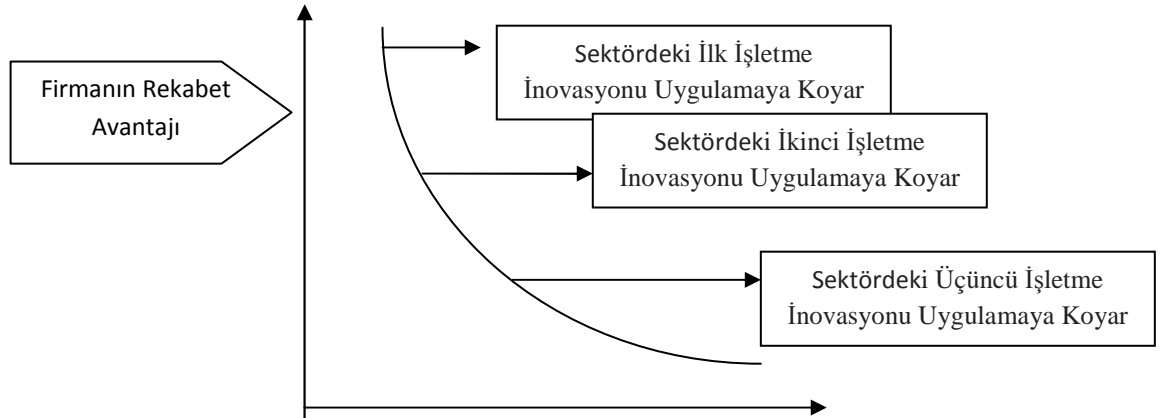 Firmanın Rekabet
Avantajı
Sektördeki İlk İşletme
İnovasyonu Uygulamaya Koyar
Sektördeki İkinci İşletme
İnovasyonu Uygulamaya Koyar
Sektördeki Üçüncü İşletme
İnovasyonu Uygulamaya Koyar